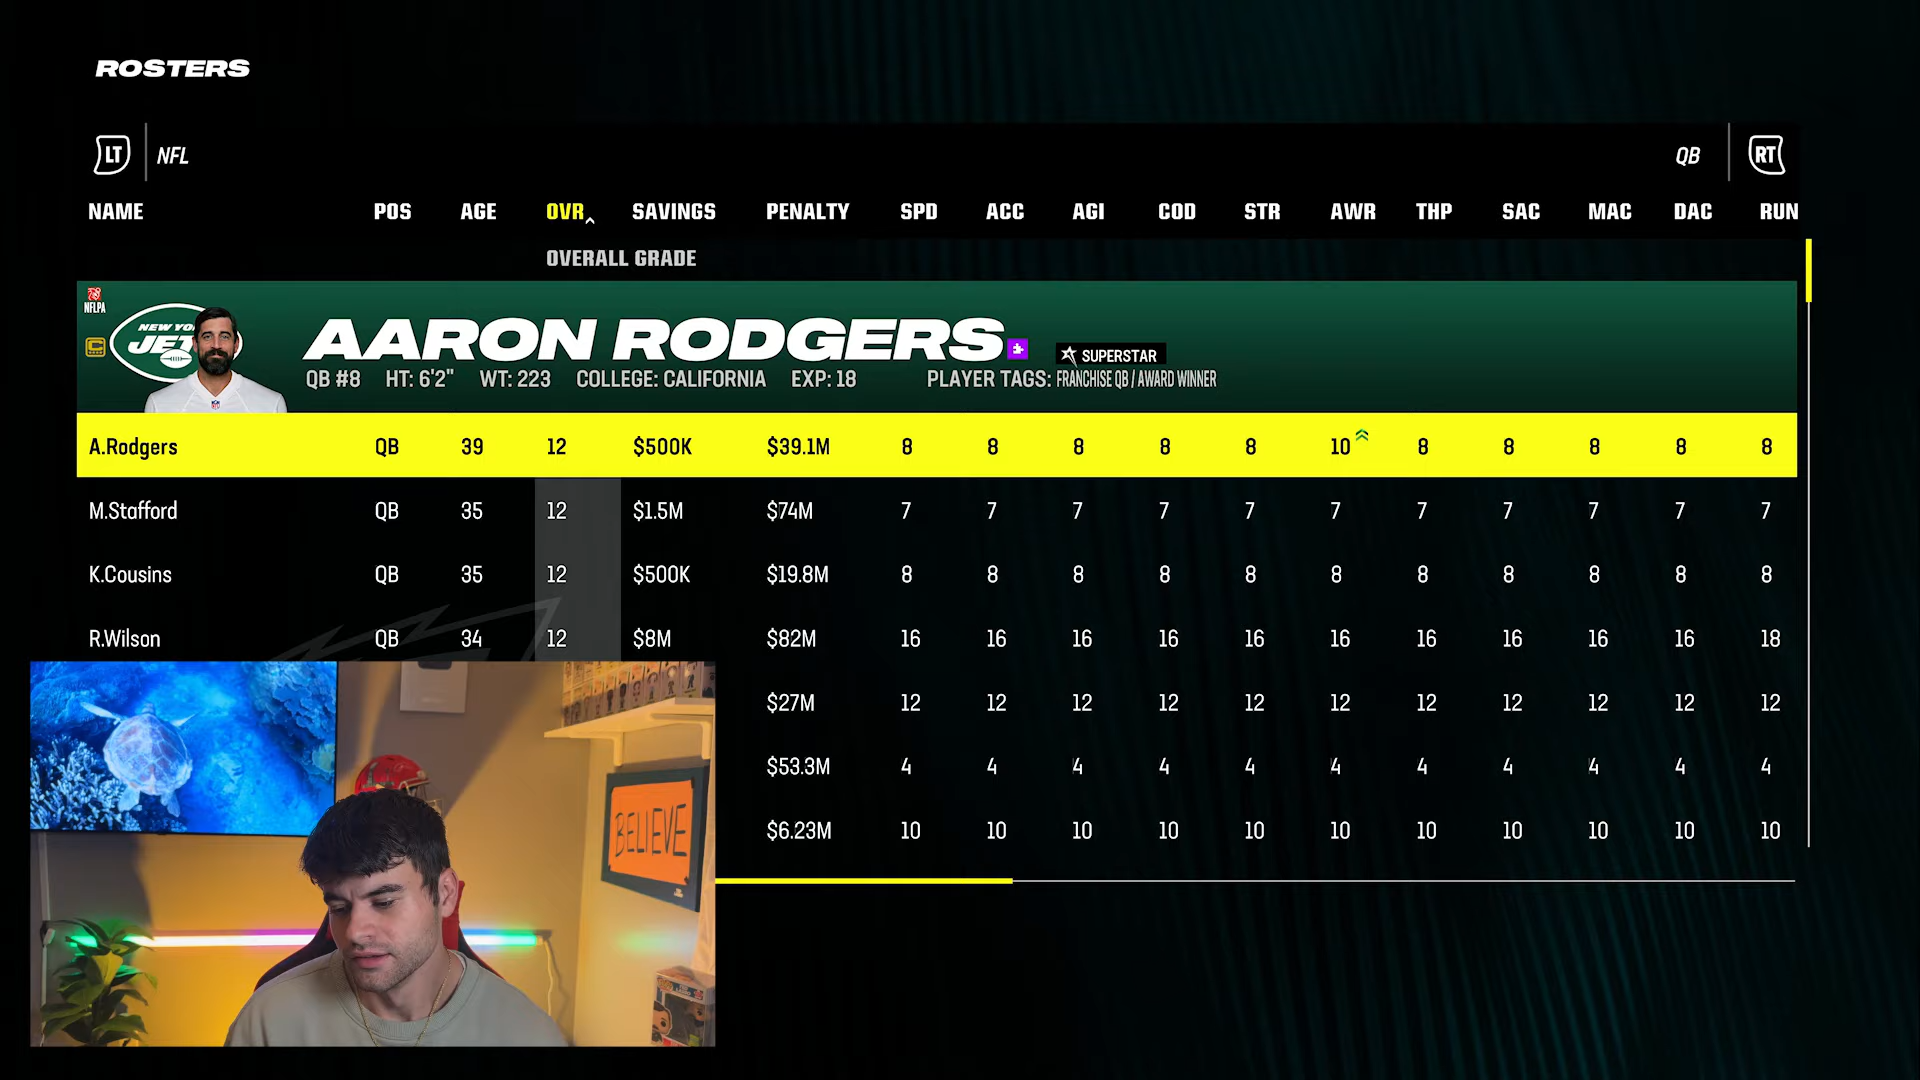 ROSTERS
LT NFL QB RT
NAME POS AGE OVR SAVINGS PENALTY SPD ACC AGI COD STR AWR THP SAC MAC DAC RUN
OVERALL GRADE
NFLPA
C
NEW YO
JET
AARON RODGERS
SUPERSTAR
QB #8 HT: 6'2" WT: 223 COLLEGE: CALIFORNIA EXP: 18 PLAYER TAGS: FRANCHISE QB / AWARD WINNER
A.Rodgers QB 39 12 $500K $39.1M 8 8 8 8 8 10 8 8 8 8 8
M.Stafford QB 35 12 $1.5M $74M 7 7 7 7 7 7 7 7 7 7 7
K.Cousins QB 35 12 $500K $19.8M 8 8 8 8 8 8 8 8 8 8 8
R.Wilson QB 34 12 $8M $82M 16 16 16 16 16 16 16 16 16 16 18
$27M 12 12 12 12 12 12 12 12 12 12 12
$53.3M 4 4 4 4 4 4 4 4 4 4 4
$6.23M 10 10 10 10 10 10 10 10 10 10 10
BELIEVE